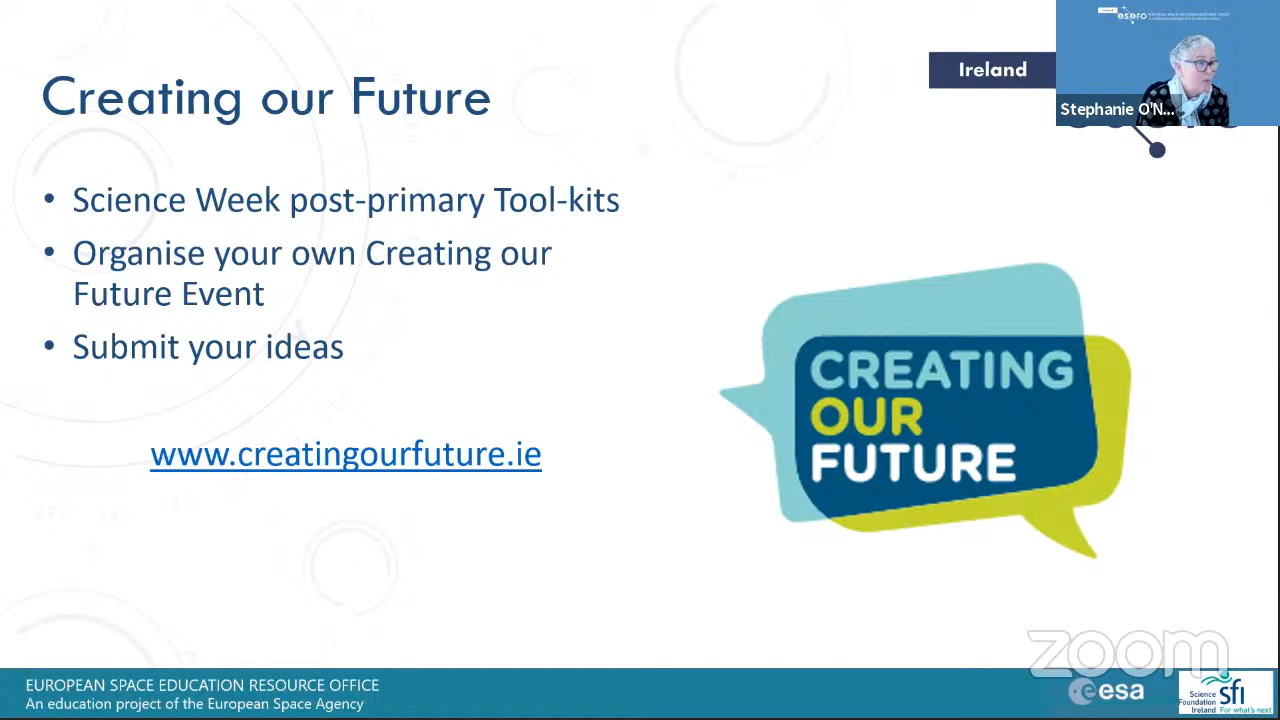 Creating our Future
Ireland
esero
Stephanie O'N...
• Science Week post-primary Tool-kits
• Organise your own Creating our
Future Event
• Submit your ideas
www.creatingourfuture.ie
CREATING
OUR
FUTURE
zoom
EUROPEAN SPACE EDUCATION RESOURCE OFFICE
An education project of the European Space Agency
esa
Science
Foundation
Ireland
sfi
For what's next